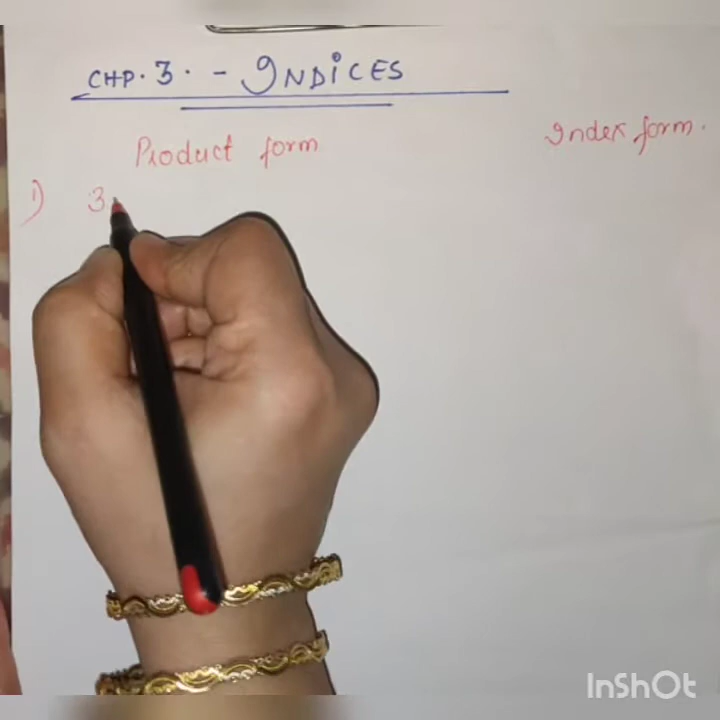 CHP. 3. - INDICES
Product form
Index form.
1) 3
InShOt